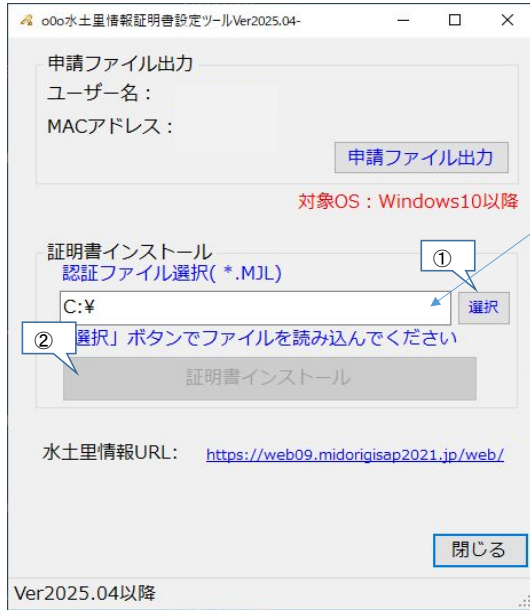 o0o水土里情報証明書設定ツールVer2025.04-
申請ファイル出力
ユーザー名：
MACアドレス：
申請ファイル出力
対象OS：Windows10以降
証明書インストール
認証ファイル選択( *.MJL)
①
C:¥
選択
②
選択」ボタンでファイルを読み込んでください
証明書インストール
水土里情報URL:
https://web09.midorigisap2021.jp/web/
閉じる
Ver2025.04以降